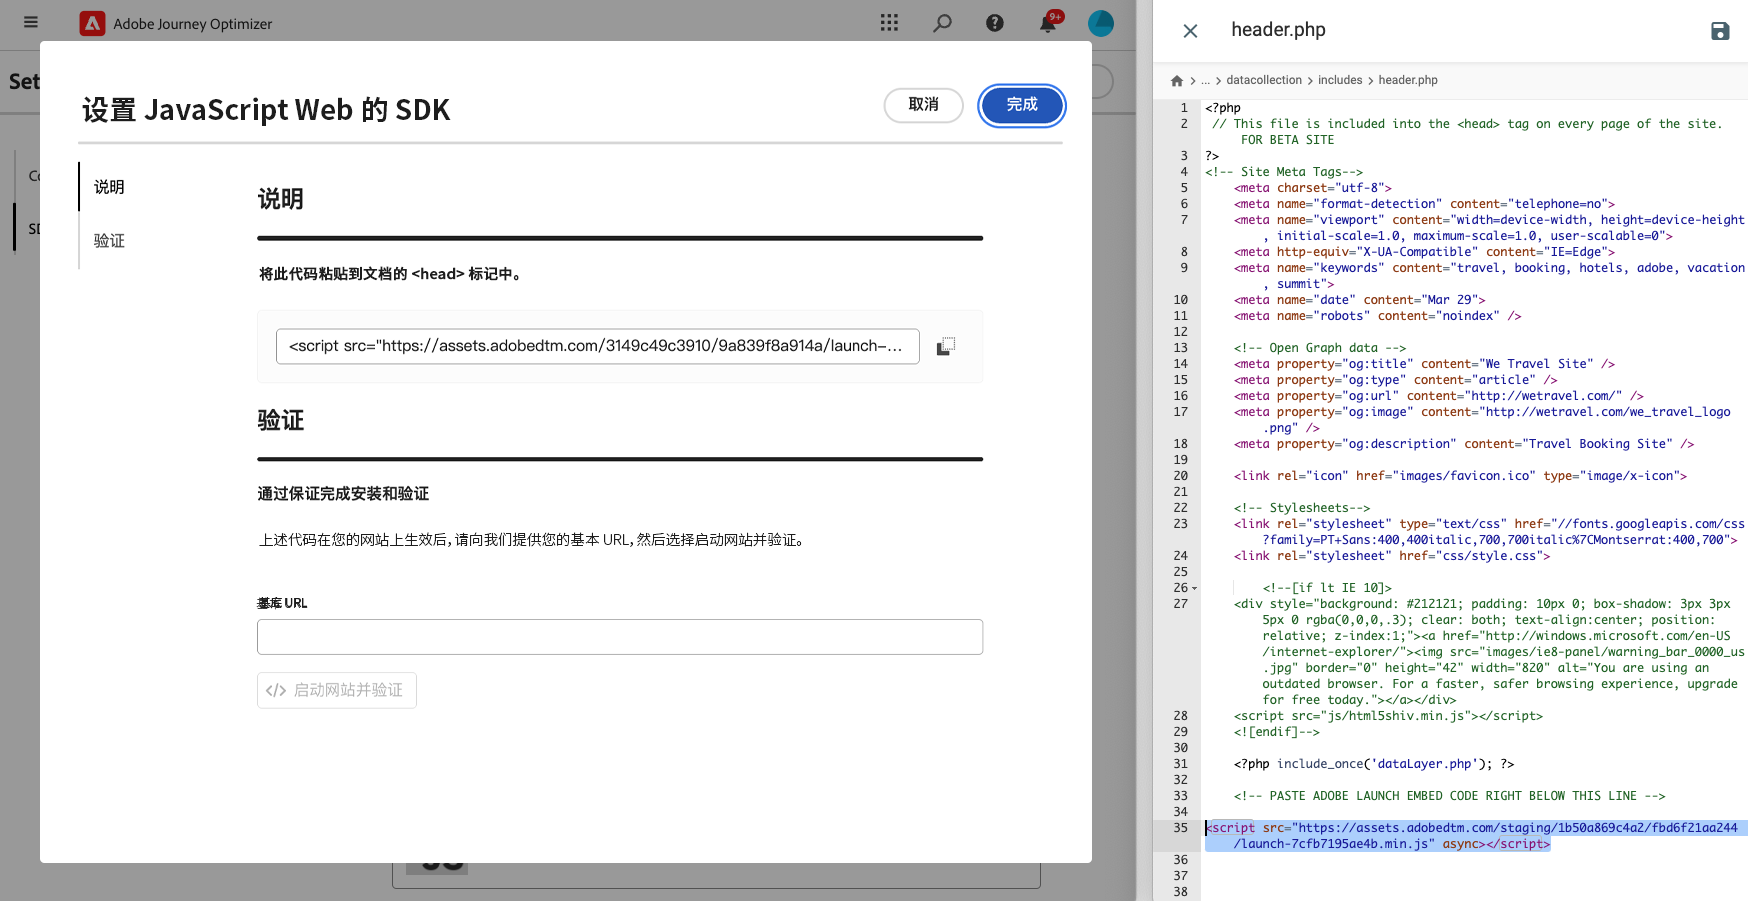 Adobe Journey Optimizer
9+
Set
设置 JavaScript Web 的 SDK
取消
完成
说明
验证
说明
将此代码粘贴到文档的 <head> 标记中。
<script src="https://assets.adobedtm.com/3149c49c3910/9a839f8a914a/launch-...
验证
通过保证完成安装和验证
上述代码在您的网站上生效后,请向我们提供您的基本 URL,然后选择启动网站并验证。
URL
</> 启动网站并验证
header.php
... > datacollection > includes > header.php
1 <?php
2 // This file is included into the <head> tag on every page of the site.
FOR BETA SITE
3 ?>
4 <!-- Site Meta Tags-->
5 <meta charset="utf-8">
6 <meta name="format-detection" content="telephone=no">
7 <meta name="viewport" content="width=device-width, height=device-height
, initial-scale=1.0, maximum-scale=1.0, user-scalable=0">
8 <meta http-equiv="X-UA-Compatible" content="IE=Edge">
9 <meta name="keywords" content="travel, booking, hotels, adobe, vacation
, summit">
10 <meta name="date" content="Mar 29">
11 <meta name="robots" content="noindex" />
12
13 <!-- Open Graph data -->
14 <meta property="og:title" content="We Travel Site" />
15 <meta property="og:type" content="article" />
16 <meta property="og:url" content="http://wetravel.com/" />
17 <meta property="og:image" content="http://wetravel.com/we_travel_logo
.png" />
18 <meta property="og:description" content="Travel Booking Site" />
19
20 <link rel="icon" href="images/favicon.ico" type="image/x-icon">
21
22 <!-- Stylesheets-->
23 <link rel="stylesheet" type="text/css" href="//fonts.googleapis.com/css
?family=PT+Sans:400,400italic,700,700italic%7CMontserrat:400,700">
24 <link rel="stylesheet" href="css/style.css">
25
26 <!--[if lt IE 10]>
27 <div style="background: #212121; padding: 10px 0; box-shadow: 3px 3px
5px 0 rgba(0,0,0,.3); clear: both; text-align:center; position:
relative; z-index:1;"><a href="http://windows.microsoft.com/en-US
/internet-explorer/"><img src="images/ie8-panel/warning_bar_0000_us
.jpg" border="0" height="42" width="820" alt="You are using an
outdated browser. For a faster, safer browsing experience, upgrade
for free today."></a></div>
28 <script src="js/html5shiv.min.js"></script>
29 <![endif]-->
30
31 <?php include_once('dataLayer.php'); ?>
32
33 <!-- PASTE ADOBE LAUNCH EMBED CODE RIGHT BELOW THIS LINE -->
34
35 <script src="https://assets.adobedtm.com/staging/1b50a869c4a2/fbd6f21aa244
/launch-7cfb7195ae4b.min.js" async></script>
36
37
38